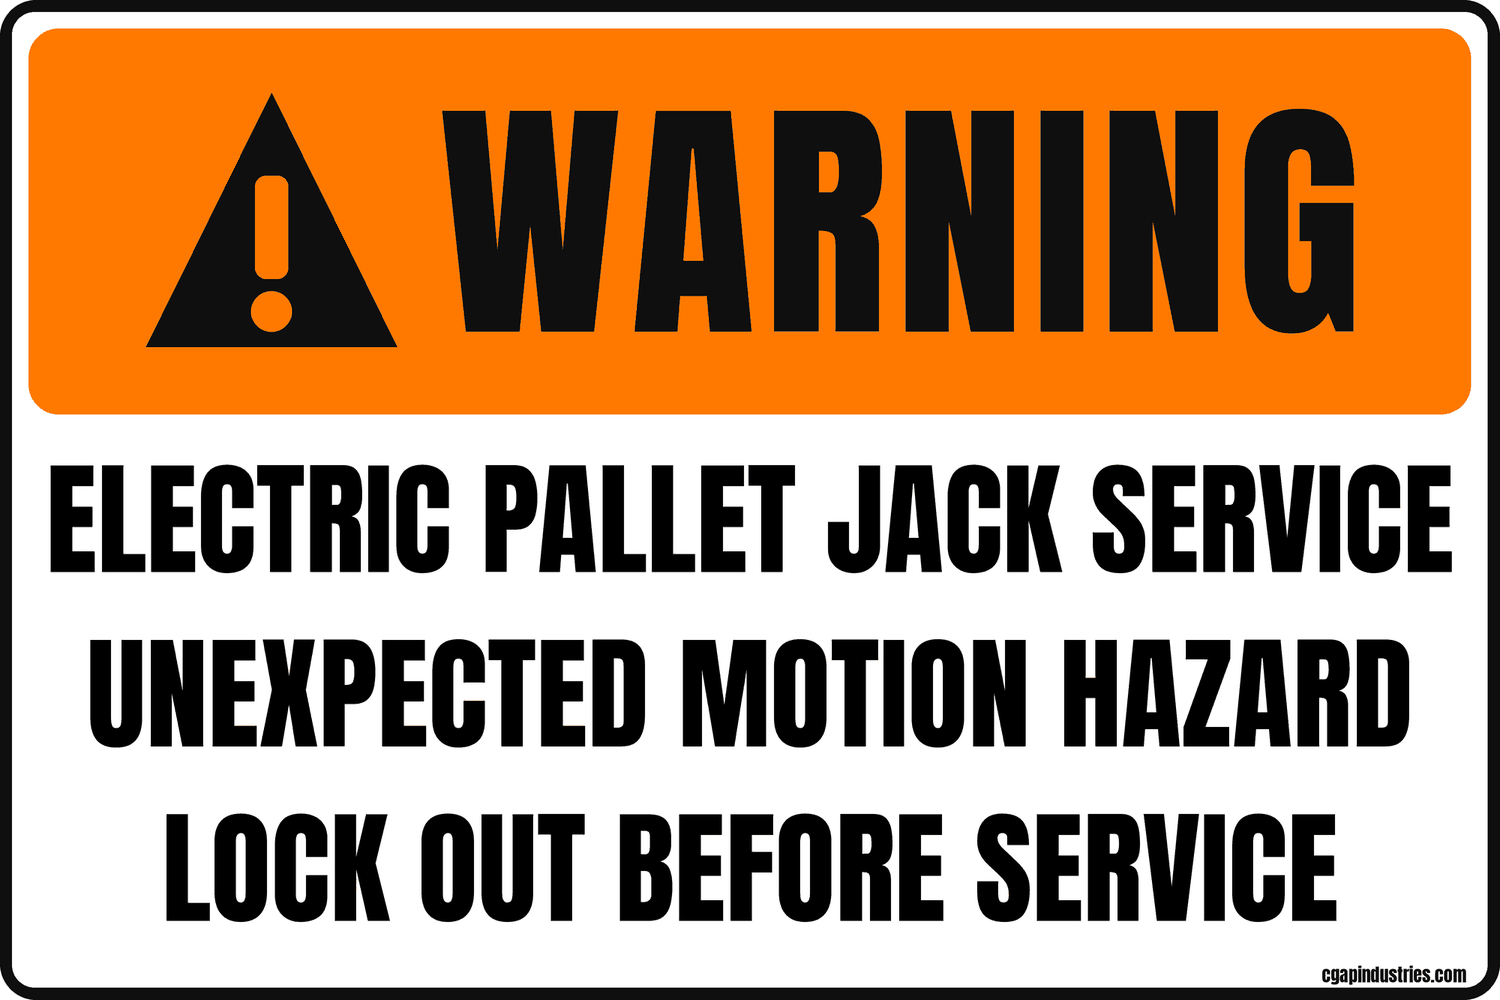 WARNING
ELECTRIC PALLET JACK SERVICE
UNEXPECTED MOTION HAZARD
LOCK OUT BEFORE SERVICE
cgapindustries.com